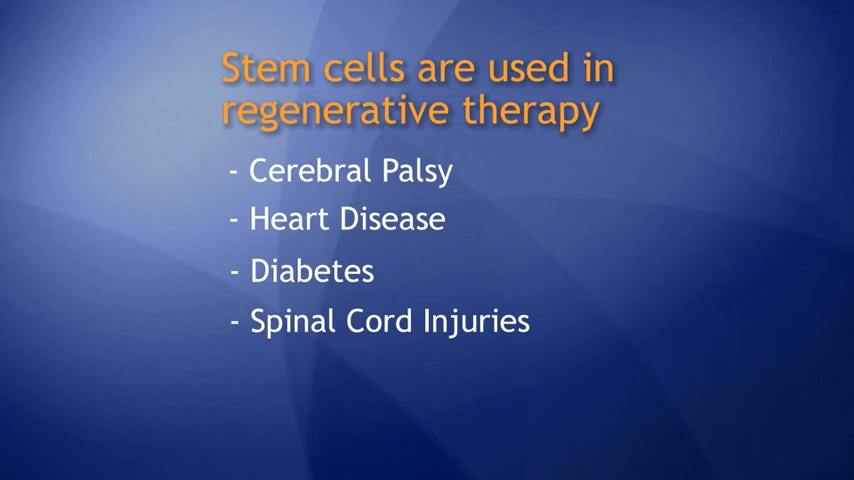 Stem cells are used in
regenerative therapy
- Cerebral Palsy
- Heart Disease
- Diabetes
- Spinal Cord Injuries